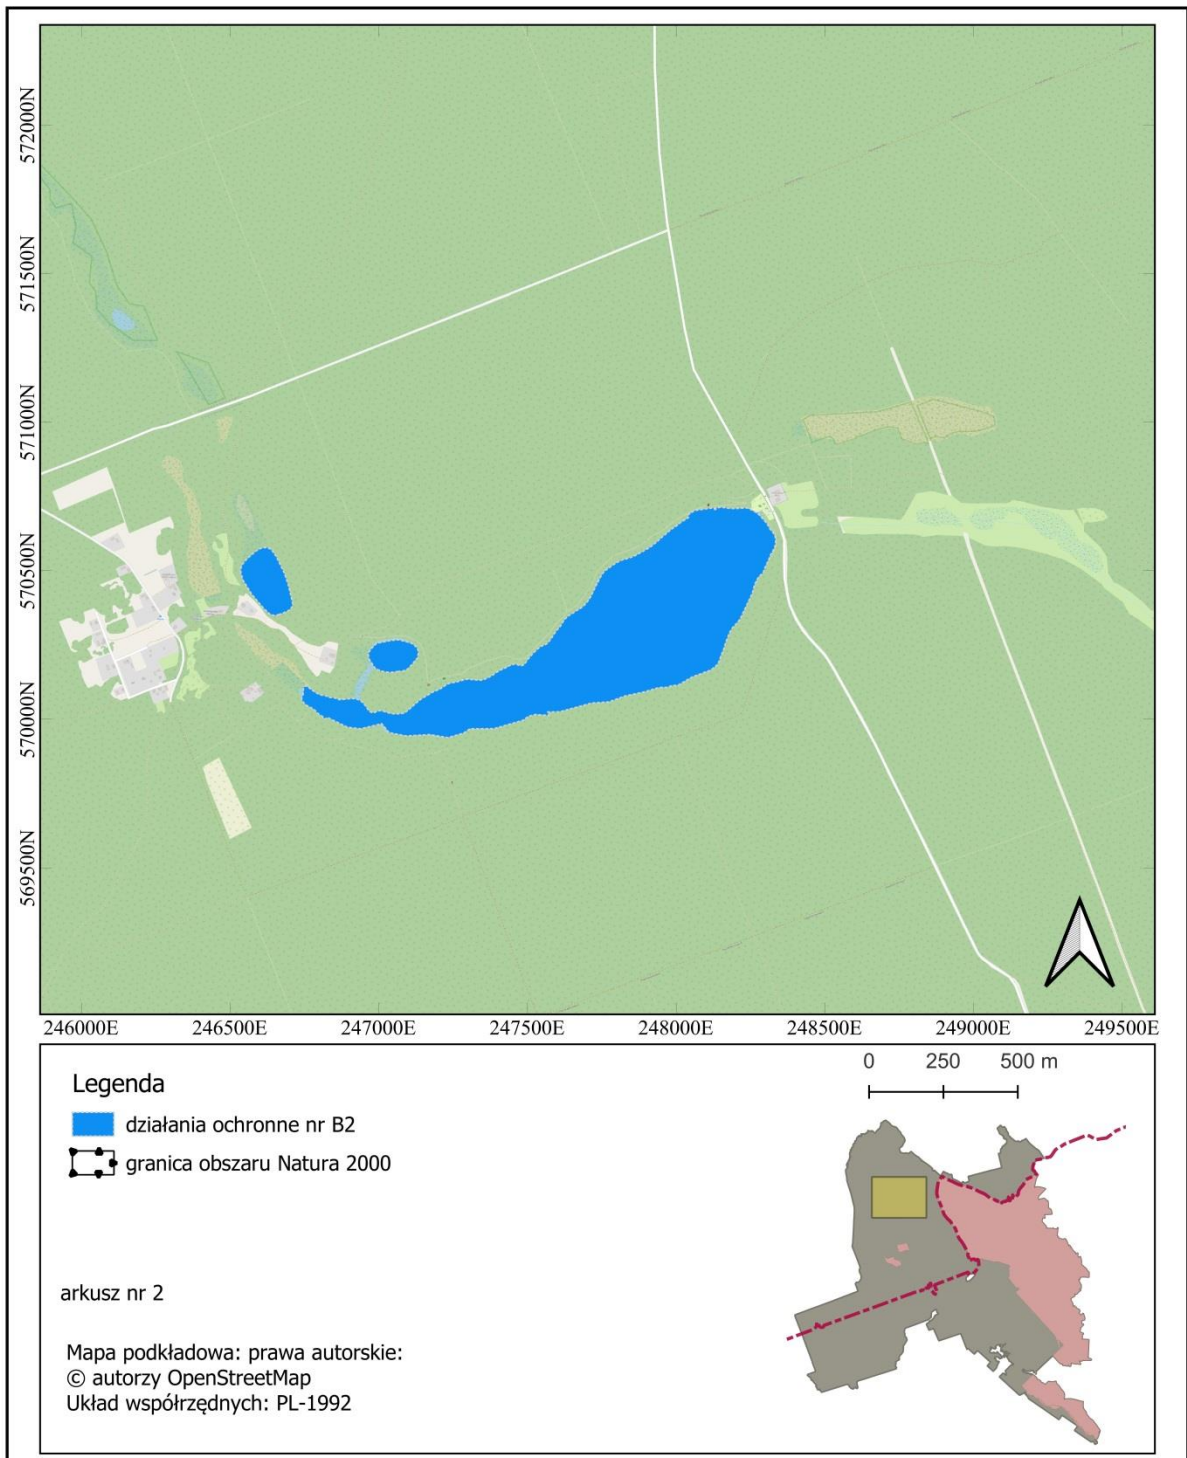 572000N
571500N
571000N
570500N
570000N
569500N
246000E 246500E 247000E 247500E 248000E 248500E 249000E 249500E
Legenda
działania ochronne nr B2
granica obszaru Natura 2000
0 250 500 m
arkusz nr 2
Mapa podkładowa: prawa autorskie:
© autorzy OpenStreetMap
Układ współrzędnych: PL-1992